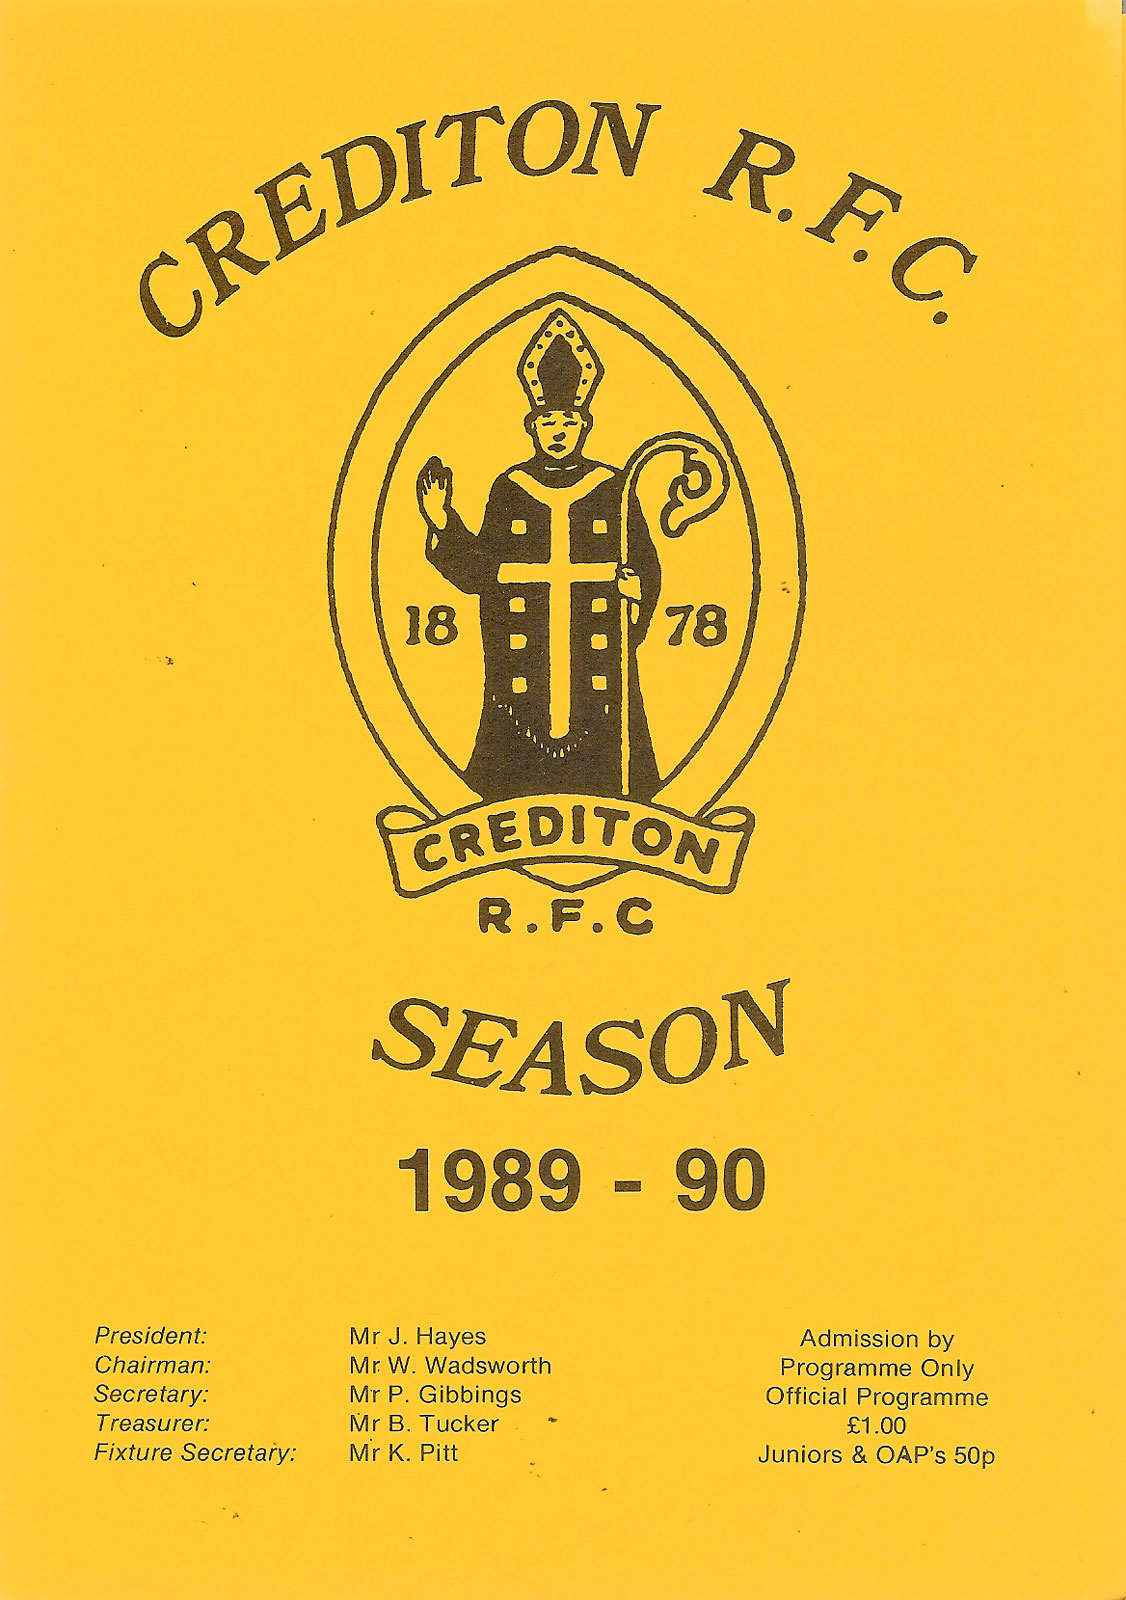 CREDITON R.F.C.
18 78
CREDITON
R.F.C
SEASON
1989 - 90
President: Mr J. Hayes
Chairman: Mr W. Wadsworth
Secretary: Mr P. Gibbings
Treasurer: Mr B. Tucker
Fixture Secretary: Mr K. Pitt
Admission by
Programme Only
Official Programme
£1.00
Juniors & OAP's 50p